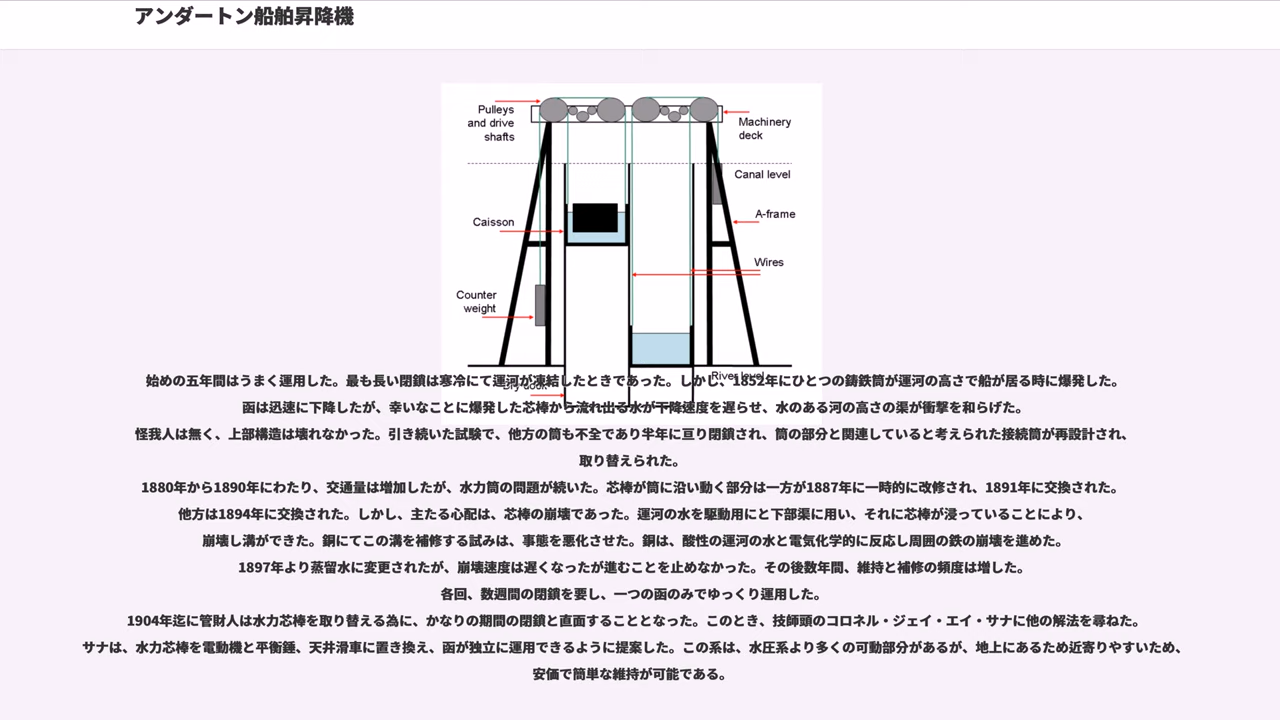 アンダートン船舶昇降機
Pulleys
and drive
shafts
Machinery
deck
Canal level
A-frame
Caisson
Wires
Counter
weight
River level
Dry dock
始めの五年間はうまく運用した。最も長い閉鎖は寒冷にて運河が凍結したときであった。しかし、1852年にひとつの鋳鉄筒が運河の高さで船が居る時に爆発した。
函は迅速に下降したが、幸いなことに爆発した芯棒から流れ出る水が下降速度を遅らせ、水のある河の高さの渠が衝撃を和らげた。
怪我人は無く、上部構造は壊れなかった。引き続いた試験で、他方の筒も不全であり半年に亘り閉鎖され、筒の部分と関連していると考えられた接続筒が再設計され、
取り替えられた。
1880年から1890年にわたり、交通量は増加したが、水力筒の問題が続いた。芯棒が筒に沿い動く部分は一方が1887年に一時的に改修され、1891年に交換された。
他方は1894年に交換された。しかし、主たる心配は、芯棒の崩壊であった。運河の水を駆動用にと下部渠に用い、それに芯棒が浸っていることにより、
崩壊し溝ができた。銅にてこの溝を補修する試みは、事態を悪化させた。銅は、酸性の運河の水と電気化学的に反応し周囲の鉄の崩壊を進めた。
1897年より蒸留水に変更されたが、崩壊速度は遅くなったが進むことを止めなかった。その後数年間、維持と補修の頻度は増した。
各回、数週間の閉鎖を要し、一つの函のみでゆっくり運用した。
1904年迄に管財人は水力芯棒を取り替える為に、かなりの期間の閉鎖と直面することとなった。このとき、技師頭のコロネル・ジェイ・エイ・サナに他の解法を尋ねた。
サナは、水力芯棒を電動機と平衡錘、天井滑車に置き換え、函が独立に運用できるように提案した。この系は、水圧系より多くの可動部分があるが、地上にあるため近寄りやすいため、
安価で簡単な維持が可能である。